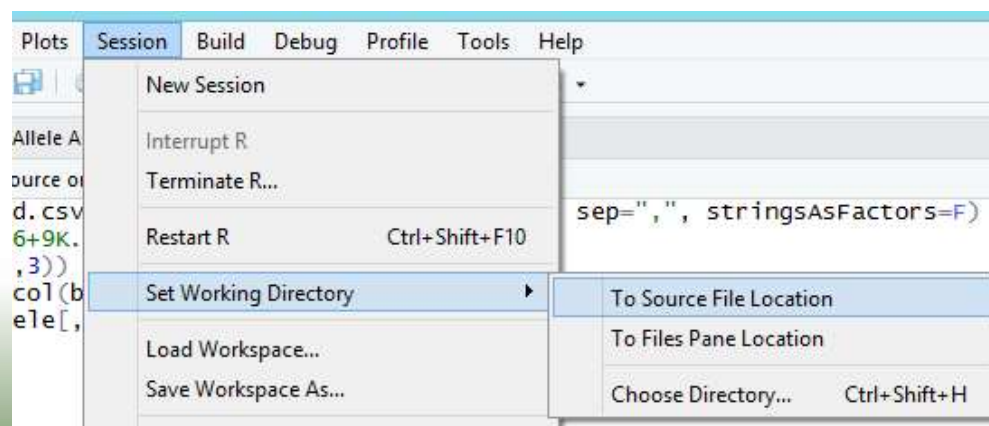 Plots Session Build Debug Profile Tools Help
New Session
Allele A
Interrupt R
Terminate R...
d.csv sep=",", stringsAsFactors=F)
6+9K.
Restart R Ctrl+Shift+F10
,3))
col(b
Set Working Directory
To Source File Location
ele[,
To Files Pane Location
Load Workspace...
Save Workspace As...
Choose Directory... Ctrl+Shift+H